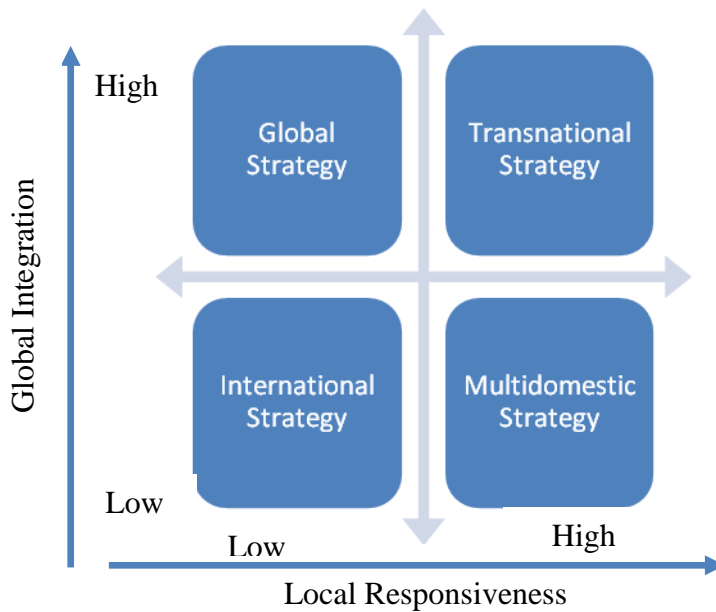 High
Global
Strategy
Transnational
Strategy
Global Integration
International
Strategy
Multidomestic
Strategy
Low
Low
High
Local Responsiveness